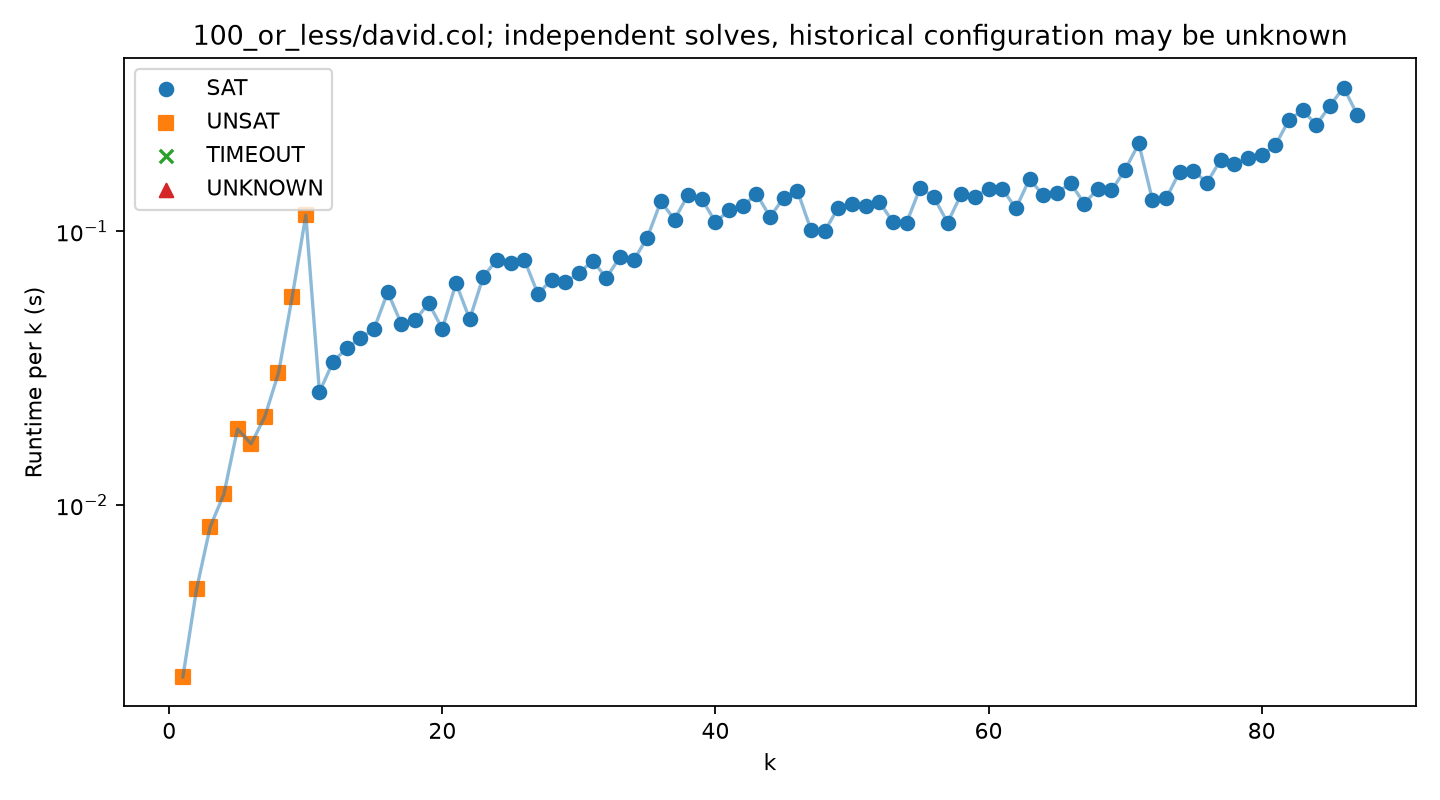 100_or_less/david.col; independent solves, historical configuration may be unknown
SAT
UNSAT
TIMEOUT
UNKNOWN
Runtime per k (s)
10⁻¹
10⁻²
0 20 40 60 80
k